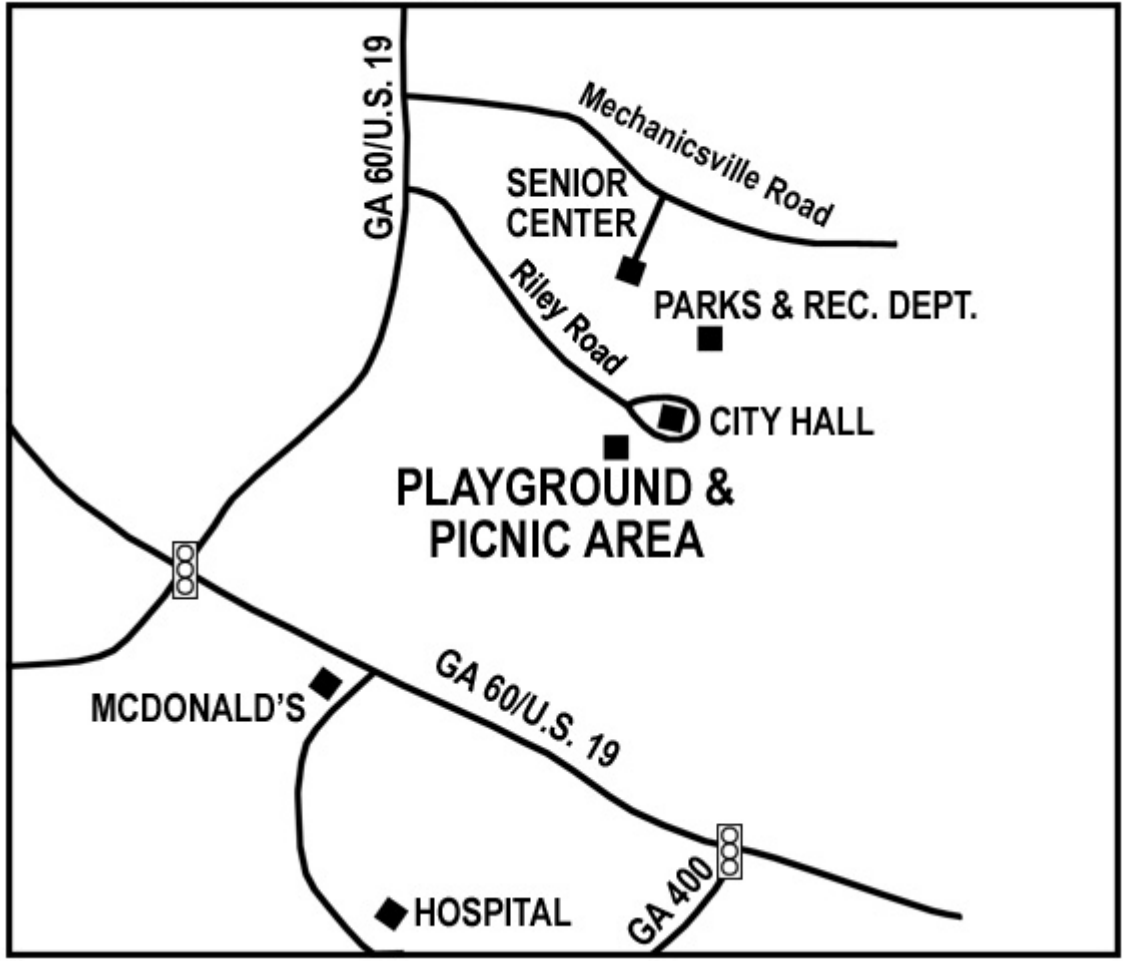 GA 60/U.S. 19
Mechanicsville Road
SENIOR
CENTER
Riley Road
PARKS & REC. DEPT.
CITY HALL
PLAYGROUND &
PICNIC AREA
MCDONALD'S
GA 60/U.S. 19
HOSPITAL
GA 400